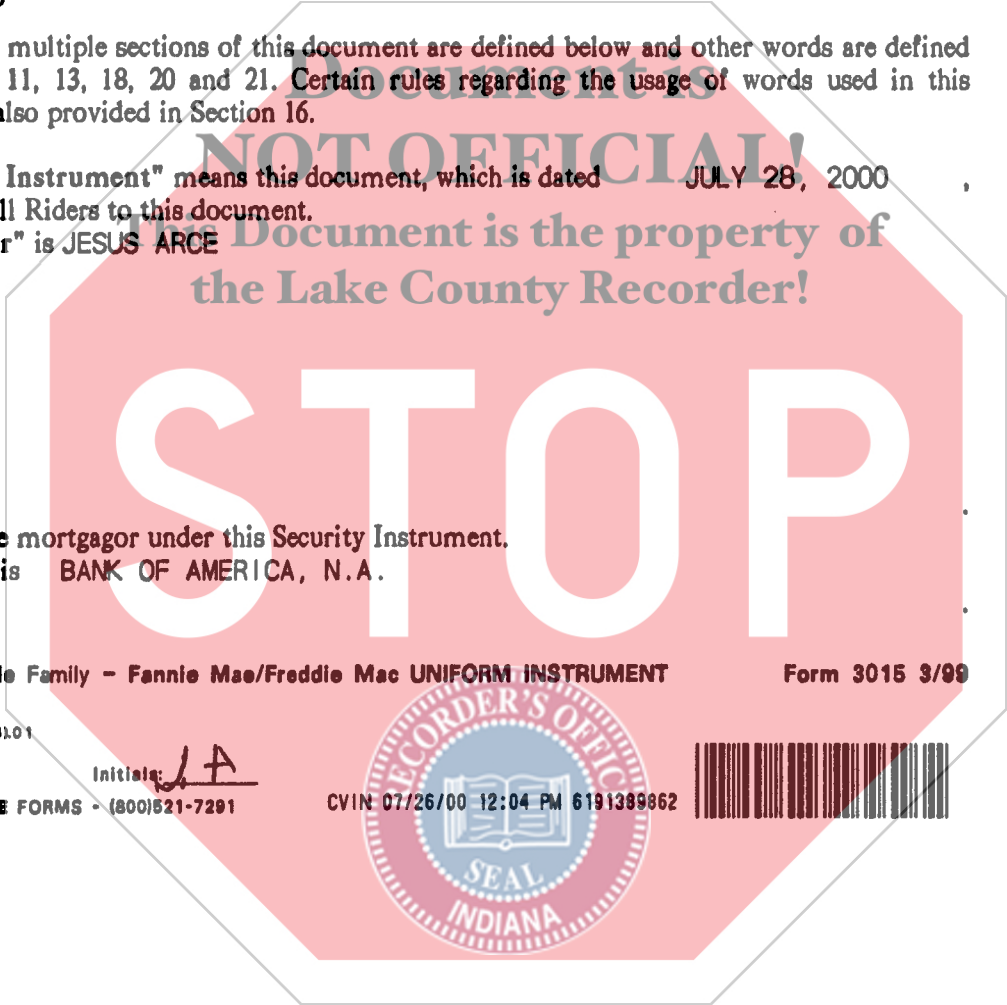 multiple sections of this document are defined below and other words are defined
Document is
11, 13, 18, 20 and 21. Certain rules regarding the usage of words used in this
also provided in Section 16.
NOT OFFICIAL!
Instrument" means this document, which is dated JULY 28, 2000 ,
ll Riders to this document.
This Document is the property of
r" is JESUS ARCE
the Lake County Recorder!
STOP
e mortgagor under this Security Instrument.
is BANK OF AMERICA, N.A.
.
e Family - Fannie Mae/Freddie Mac UNIFORM INSTRUMENT Form 3015 3/99
.01
Initials: JA
E FORMS - (800)521-7291
CVIN 07/26/00 12:04 PM 6191389862
RECORDER'S OFFICE
SEAL
INDIANA